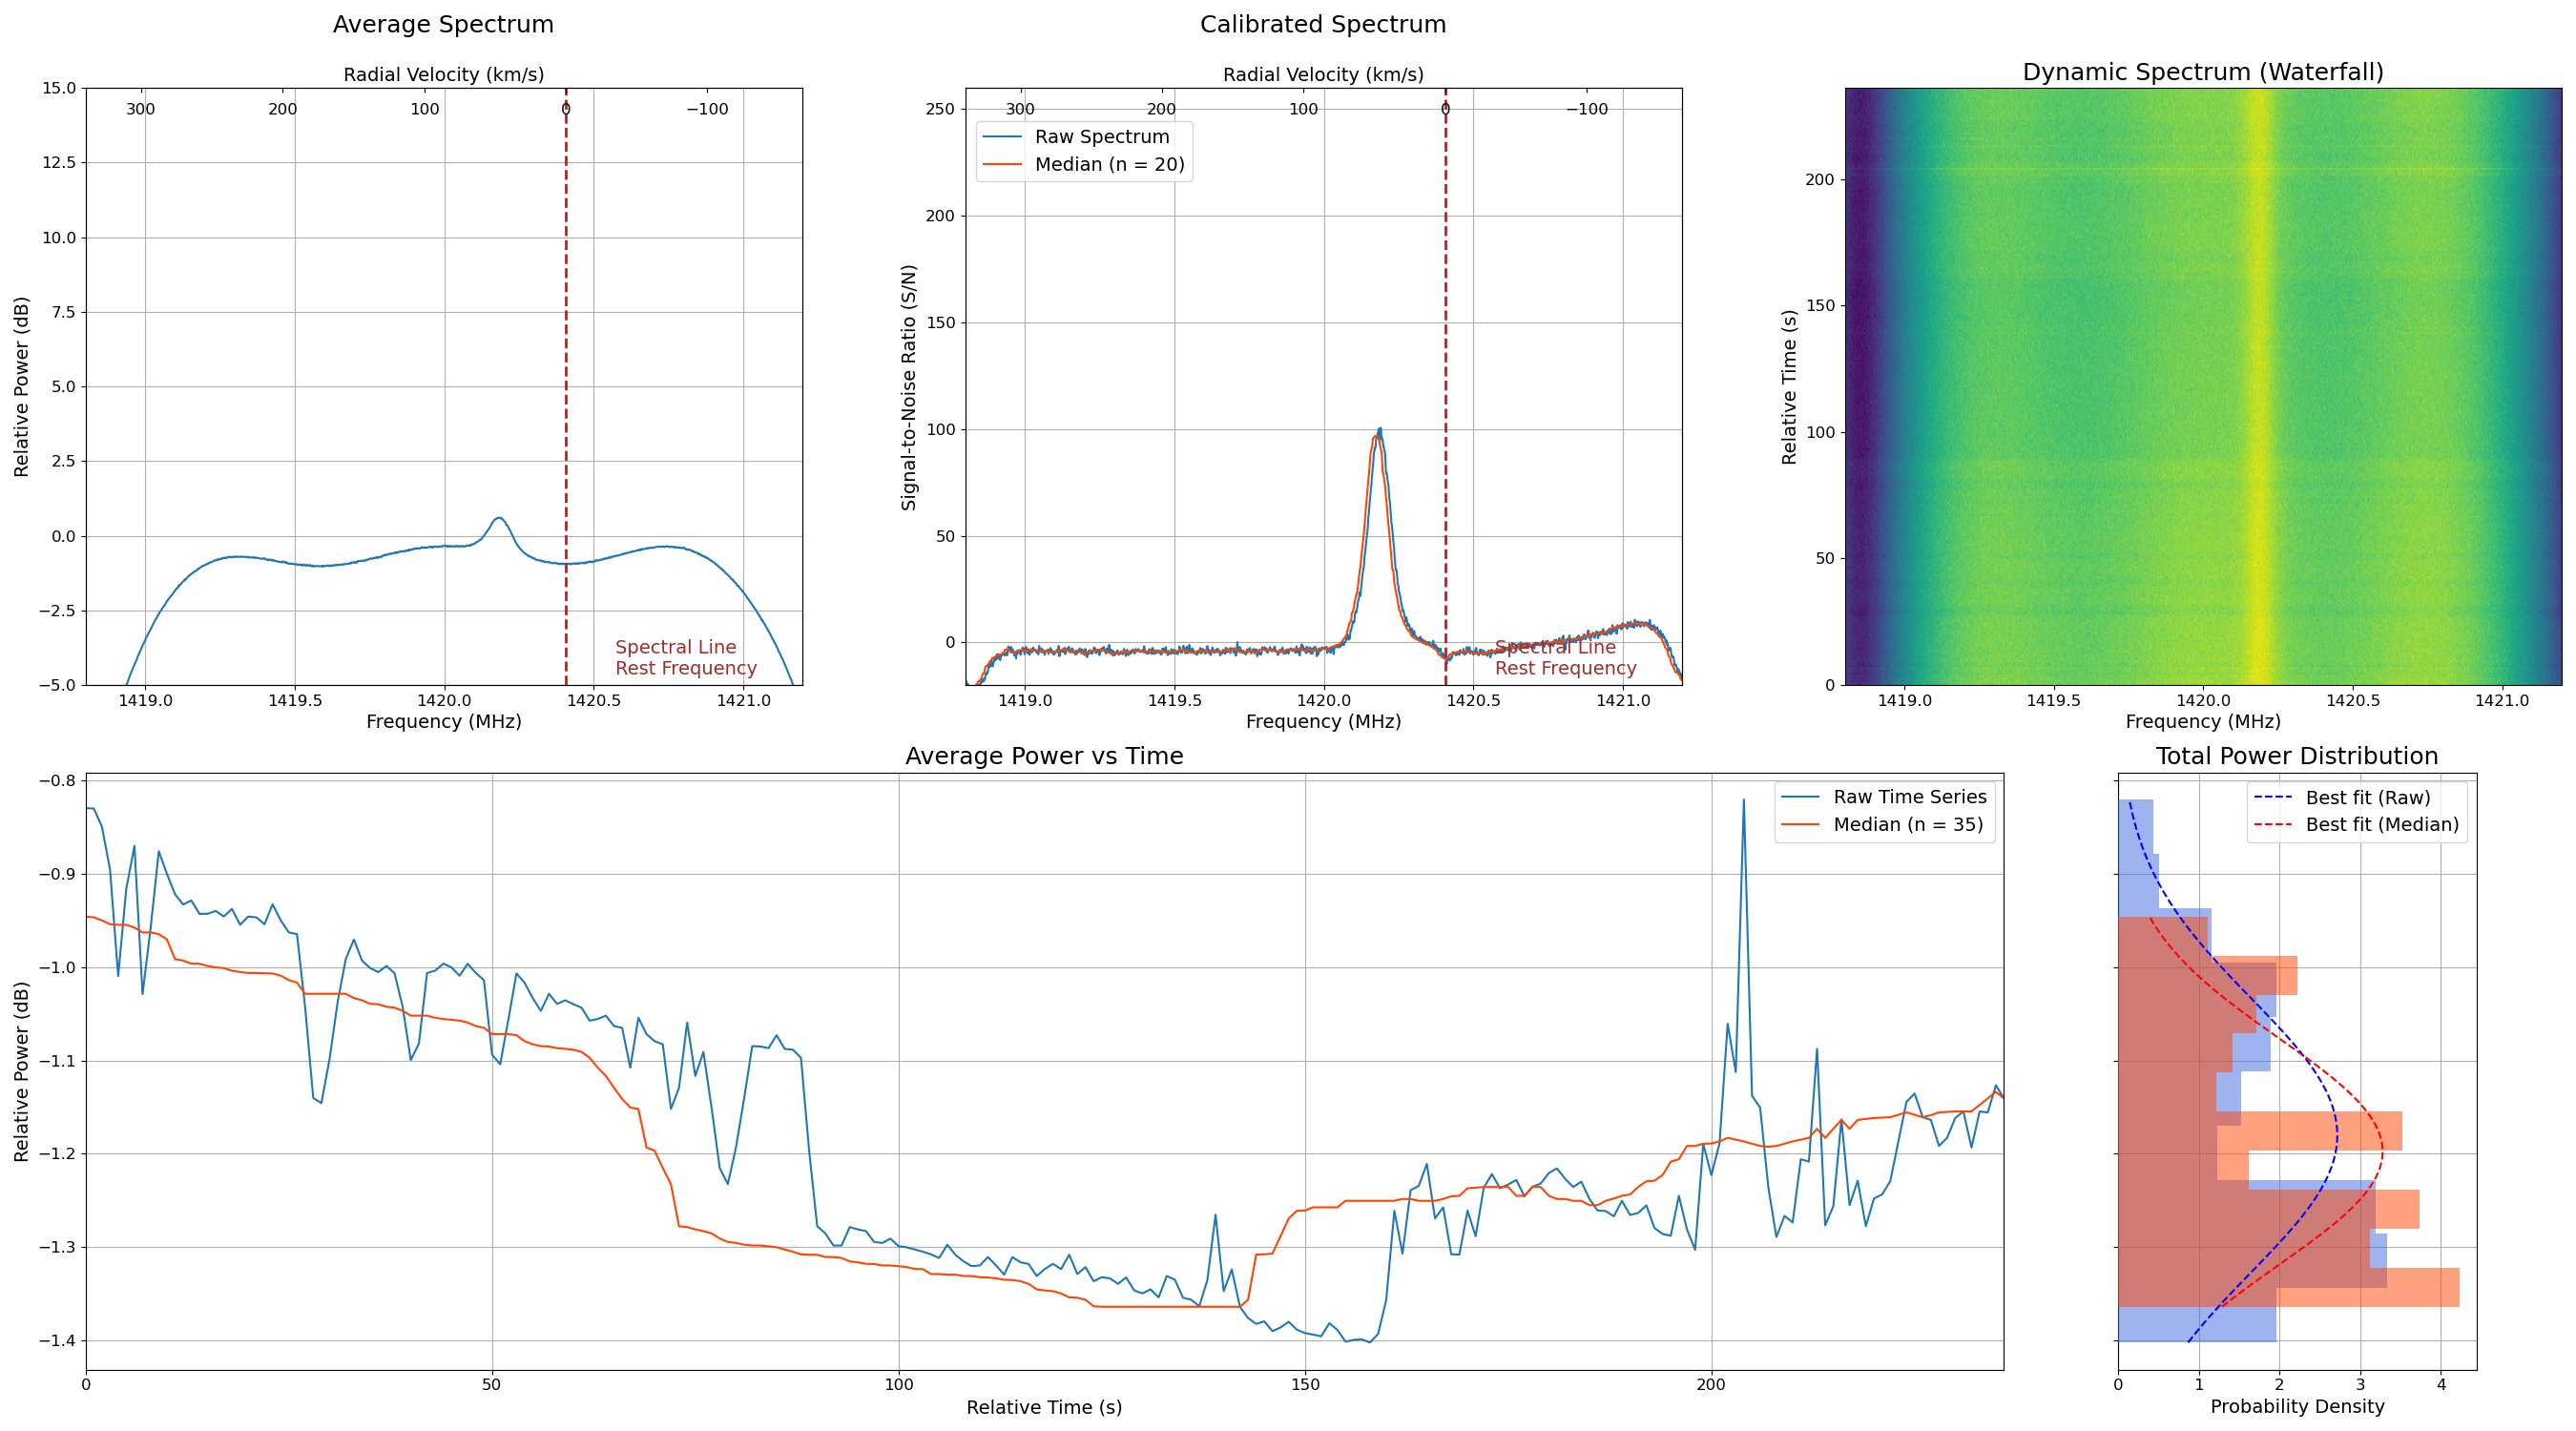 Average Spectrum
Radial Velocity (km/s)
300 200 100 0 −100
15.0
12.5
10.0
7.5
5.0
2.5
0.0
−2.5
−5.0
Relative Power (dB)
Spectral Line
Rest Frequency
1419.0 1419.5 1420.0 1420.5 1421.0
Frequency (MHz)
Calibrated Spectrum
Radial Velocity (km/s)
300 200 100 0 −100
250
200
150
100
50
0
Signal-to-Noise Ratio (S/N)
Raw Spectrum
Median (n = 20)
Spectral Line
Rest Frequency
1419.0 1419.5 1420.0 1420.5 1421.0
Frequency (MHz)
Dynamic Spectrum (Waterfall)
200
150
100
50
0
Relative Time (s)
1419.0 1419.5 1420.0 1420.5 1421.0
Frequency (MHz)
Average Power vs Time
−0.8
−0.9
−1.0
−1.1
−1.2
−1.3
−1.4
Relative Power (dB)
Raw Time Series
Median (n = 35)
0 50 100 150 200
Relative Time (s)
Total Power Distribution
Best fit (Raw)
Best fit (Median)
0 1 2 3 4
Probability Density